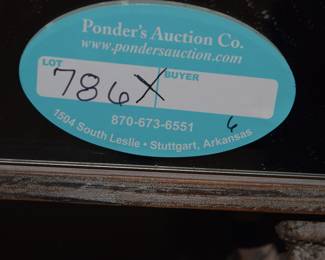 Ponder's Auction Co.
www.pondersauction.com
LOT BUYER
786X
870-673-6551
6
1504 South Leslie • Stuttgart, Arkansas